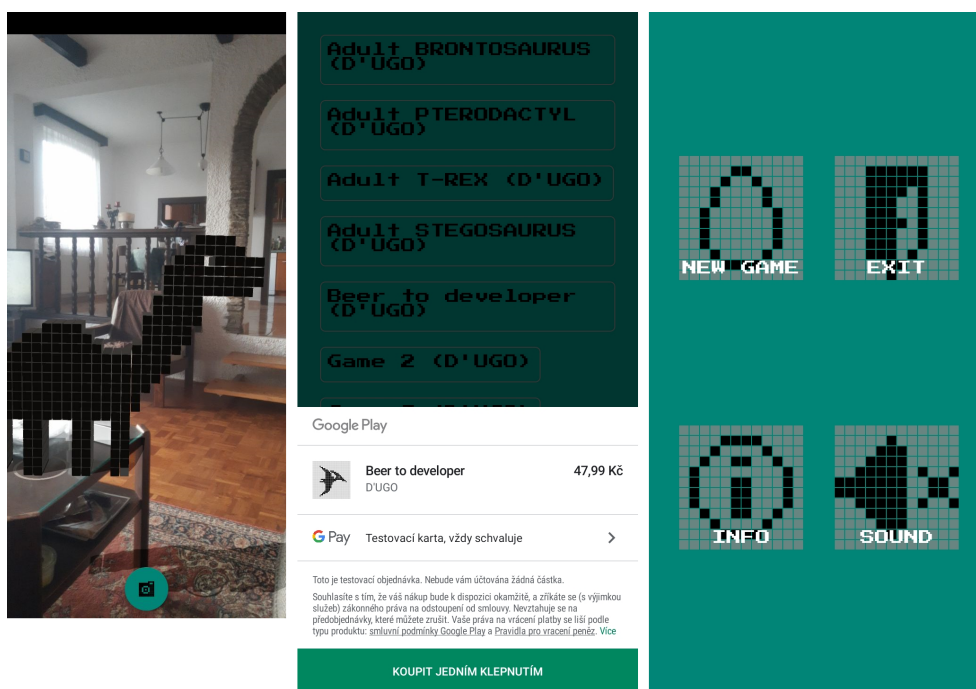 Adult BRONTOSAURUS
(D'UGO)
Adult PTERODACTYL
(D'UGO)
Adult T-REX (D'UGO)
Adult STEGOSAURUS
(D'UGO)
Beer to developer
(D'UGO)
Game 2 (D'UGO)
Google Play
Beer to developer
47,99 Kč
D'UGO
G Pay
Testovací karta, vždy schvaluje
Toto je testovací objednávka. Nebude vám účtována žádná částka.
Souhlasíte s tím, že váš nákup bude k dispozici okamžitě, a zříkáte se (s výjimkou
služeb) zákonného práva na odstoupení od smlouvy. Nevztahuje se na
předobjednávky, které můžete zrušit. Vaše práva na vrácení platby se liší podle
typu produktu: smluvní podmínky Google Play a Pravidla pro vracení peněz. Více
KOUPIT JEDNÍM KLEPNUTÍM
NEW GAME
EXIT
INFO
SOUND